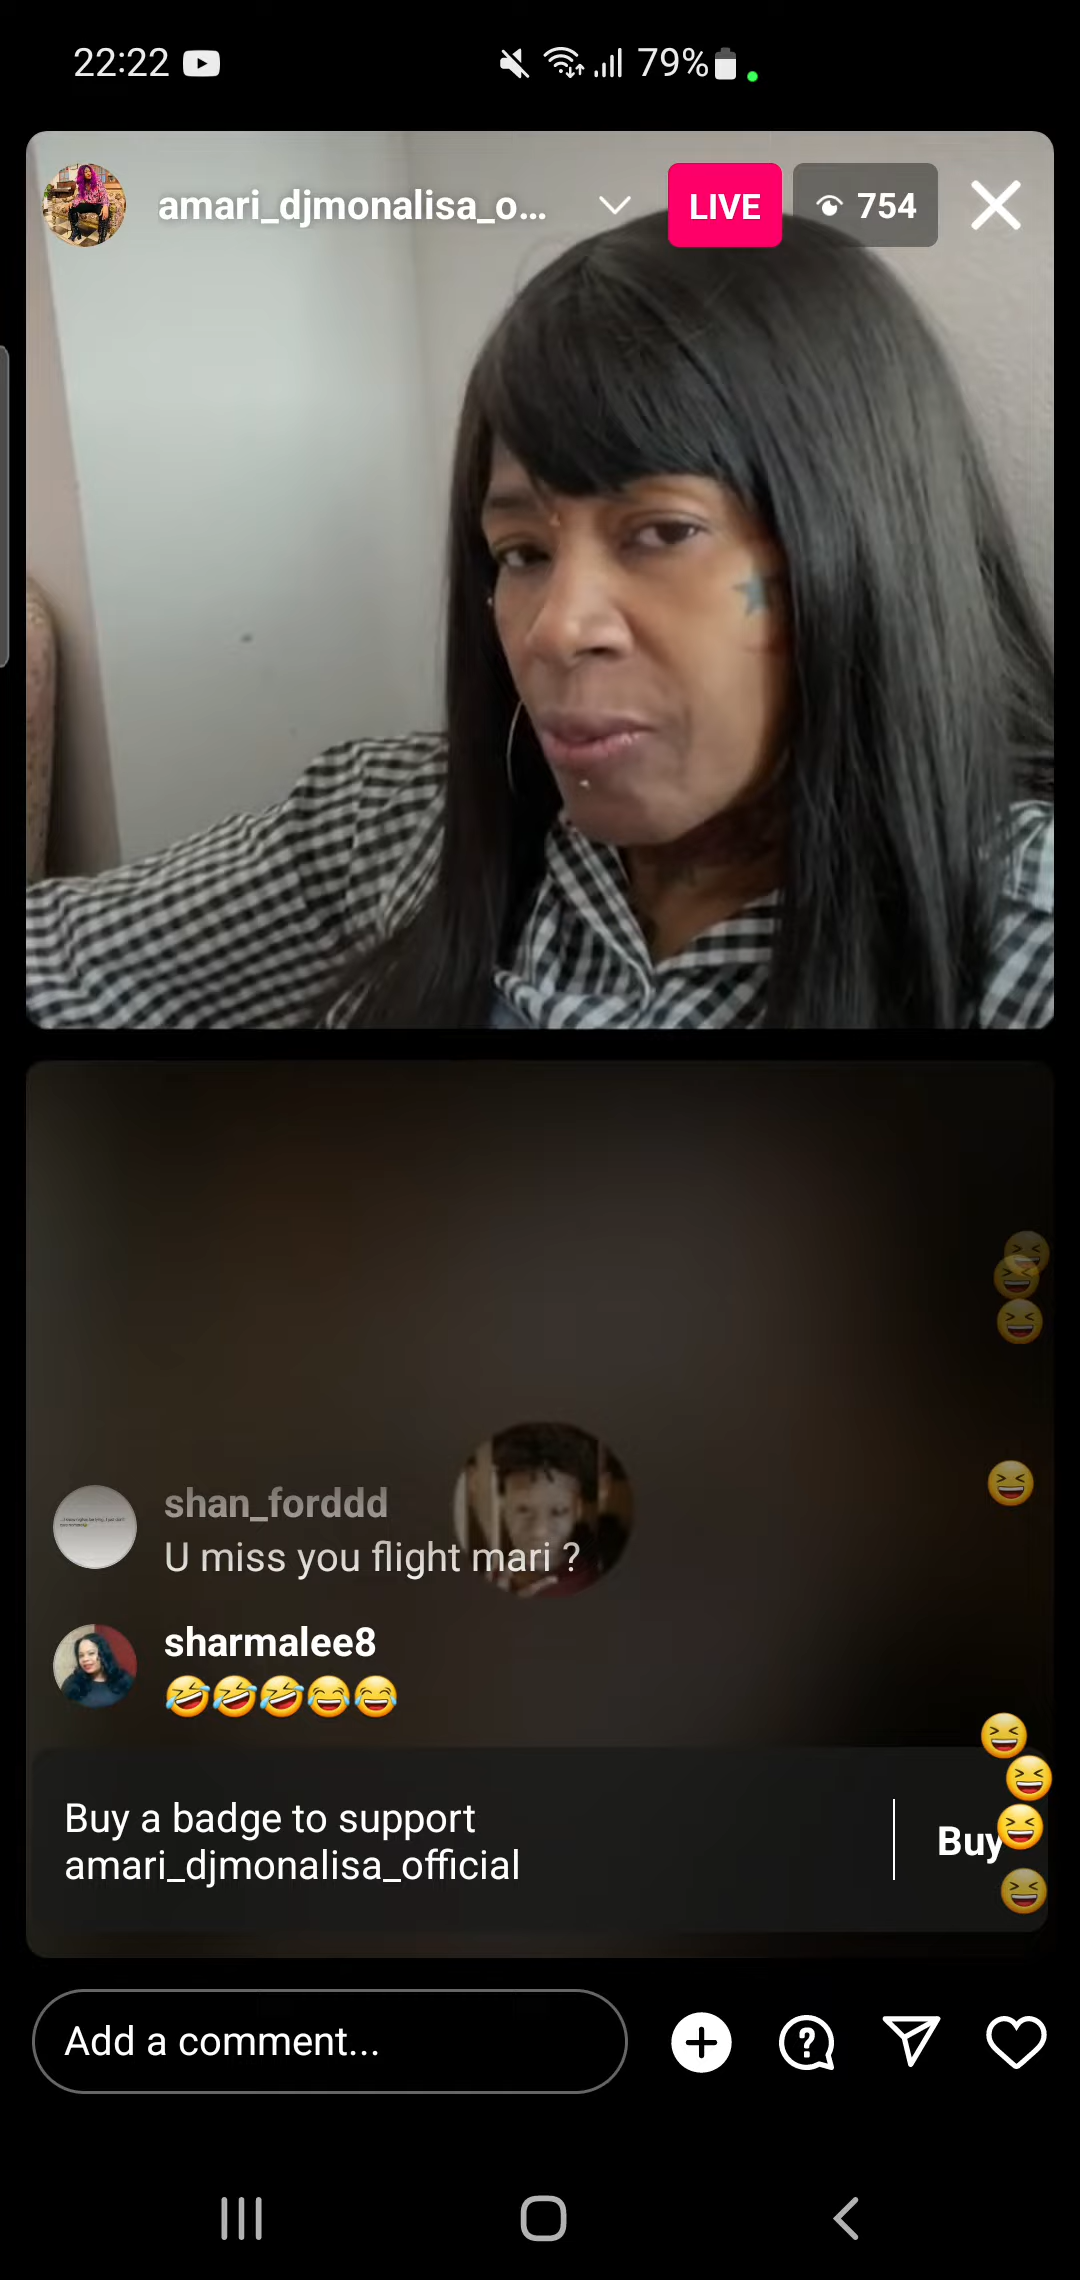 22:22
79%
amari_djmonalisa_o...
LIVE
754
shan_forddd
U miss you flight mari ?
sharmalee8
🤣🤣🤣😂😂
Buy a badge to support
amari_djmonalisa_official
Buy
Add a comment...